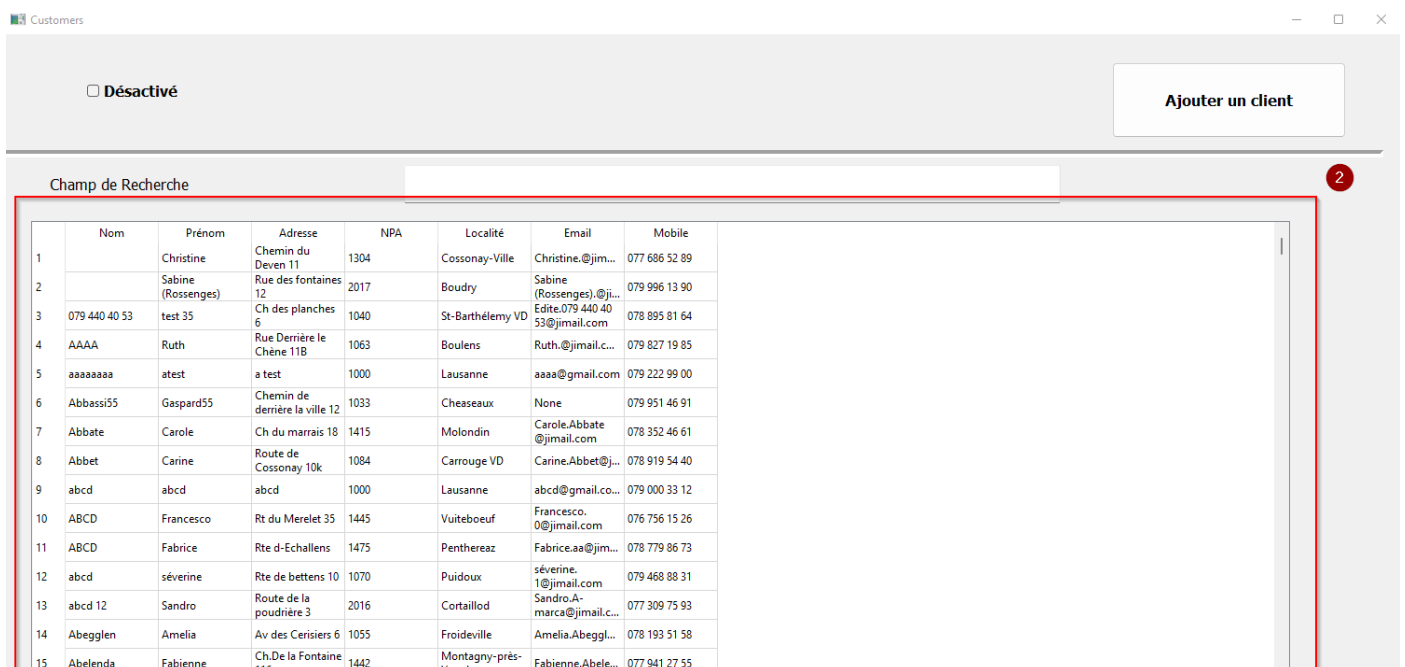 Customers
Désactivé
Ajouter un client
Champ de Recherche
2
Nom Prénom Adresse NPA Localité Email Mobile
1 Christine Chemin du Deven 11 1304 Cossonay-Ville Christine.@jim... 077 686 52 89
2 Sabine (Rossenges) Rue des fontaines 12 2017 Boudry Sabine (Rossenges).@ji... 079 996 13 90
3 079 440 40 53 test 35 Ch des planches 6 1040 St-Barthélemy VD Edite.079 440 40 53@jimail.com 078 895 81 64
4 AAAA Ruth Rue Derrière le Chène 11B 1063 Boulens Ruth.@jimail.c... 079 827 19 85
5 aaaaaaaa atest a test 1000 Lausanne aaaa@gmail.com 079 222 99 00
6 Abbassi55 Gaspard55 Chemin de derrière la ville 12 1033 Cheaseaux None 079 951 46 91
7 Abbate Carole Ch du marrais 18 1415 Molondin Carole.Abbate @jimail.com 078 352 46 61
8 Abbet Carine Route de Cossonay 10k 1084 Carrouge VD Carine.Abbet@j... 078 919 54 40
9 abcd abcd abcd 1000 Lausanne abcd@gmail.co... 079 000 33 12
10 ABCD Francesco Rt du Merelet 35 1445 Vuiteboeuf Francesco. 0@jimail.com 076 756 15 26
11 ABCD Fabrice Rte d-Echallens 1475 Penthereaz Fabrice.aa@jim... 078 779 86 73
12 abcd séverine Rte de bettens 10 1070 Puidoux séverine. 1@jimail.com 079 468 88 31
13 abcd 12 Sandro Route de la poudrière 3 2016 Cortaillod Sandro.A-marca@jimail.c... 077 309 75 93
14 Abegglen Amelia Av des Cerisiers 6 1055 Froideville Amelia.Abeggl... 078 193 51 58
15 Abelenda Fabienne Ch.De la Fontaine 1442 Montagny-près- Fabienne.Abele... 077 941 27 55